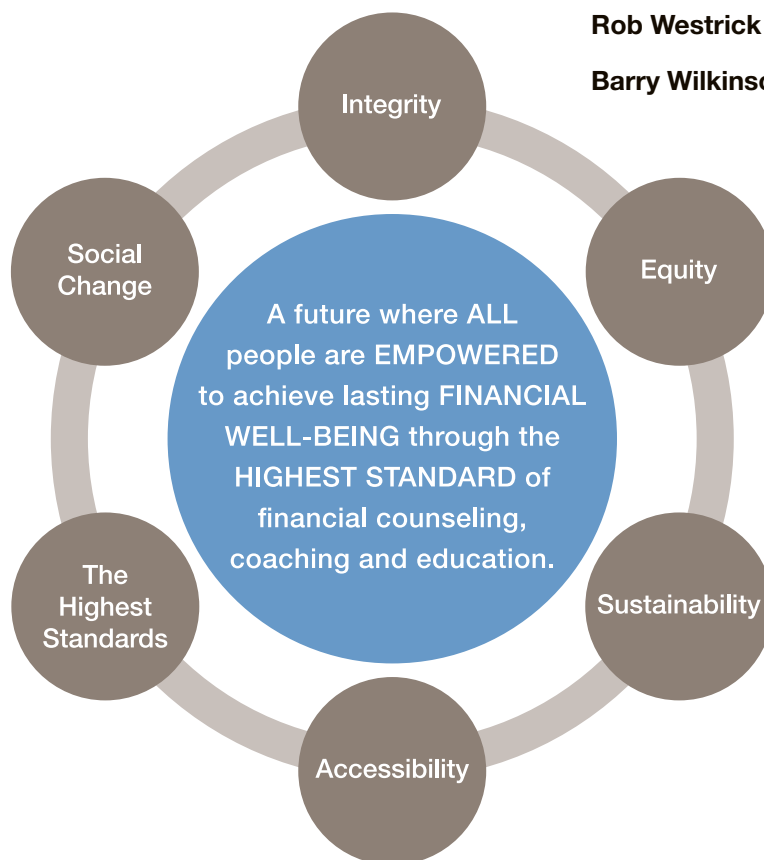 Rob Westrick
Barry
Integrity
Social
Change
Equity
A future where ALL
people are EMPOWERED
to achieve lasting FINANCIAL
WELL-BEING through the
HIGHEST STANDARD of
financial counseling,
coaching and education.
The
Highest
Standards
Sustainability
Accessibility